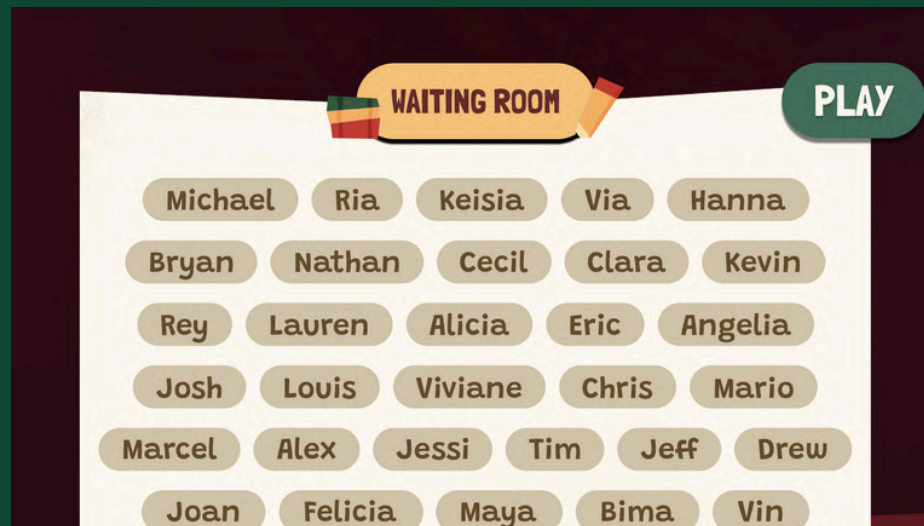 WAITING ROOM
PLAY
Michael Ria Keisia Via Hanna
Bryan Nathan Cecil Clara Kevin
Rey Lauren Alicia Eric Angelia
Josh Louis Viviane Chris Mario
Marcel Alex Jessi Tim Jeff Drew
Joan Felicia Maya Bima Vin